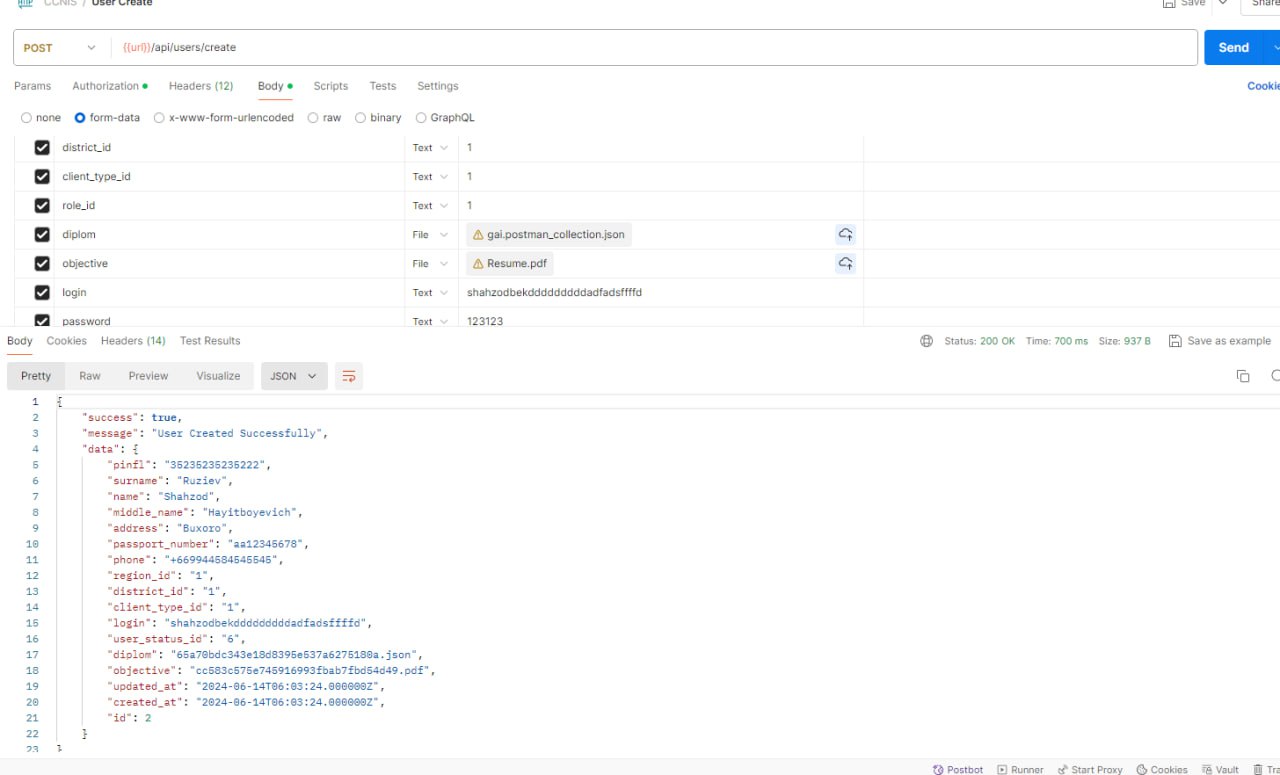 CCNIS / User Create
Save
Share
POST {{url}}/api/users/create Send
Params Authorization Headers (12) Body Scripts Tests Settings
Cookie
none form-data x-www-form-urlencoded raw binary GraphQL
district_id Text 1
client_type_id Text 1
role_id Text 1
diplom File gai.postman_collection.json
objective File Resume.pdf
login Text shahzodbekdddddddddadfadsffffd
password Text 123123
Body Cookies Headers (14) Test Results
Status: 200 OK Time: 700 ms Size: 937 B Save as example
Pretty Raw Preview Visualize JSON
1 {
2 "success": true,
3 "message": "User Created Successfully",
4 "data": {
5 "pinfl": "35235235235222",
6 "surname": "Ruziev",
7 "name": "Shahzod",
8 "middle_name": "Hayitboyevich",
9 "address": "Buxoro",
10 "passport_number": "aa12345678",
11 "phone": "+669944584545545",
12 "region_id": "1",
13 "district_id": "1",
14 "client_type_id": "1",
15 "login": "shahzodbekdddddddddadfadsffffd",
16 "user_status_id": "6",
17 "diplom": "65a70bdc343e18d8395e537a6275180a.json",
18 "objective": "cc583c575e745916993fbab7fbd54d49.pdf",
19 "updated_at": "2024-06-14T06:03:24.000000Z",
20 "created_at": "2024-06-14T06:03:24.000000Z",
21 "id": 2
22 }
23 }
Postbot Runner Start Proxy Cookies Vault Tra